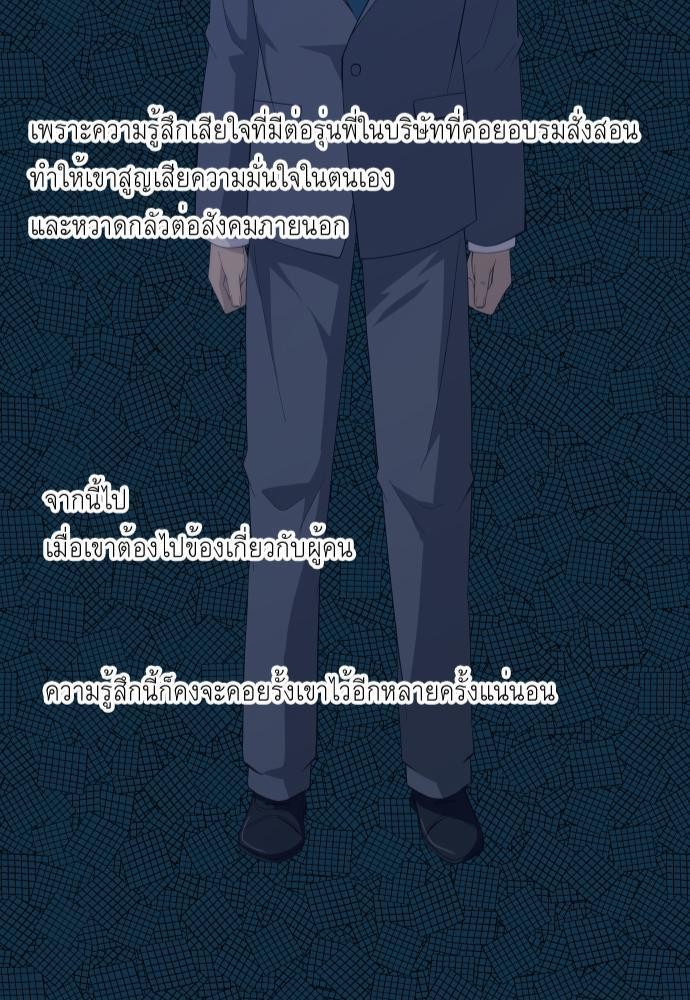 เพราะความรู้สึกเสียใจที่มีต่อรุ่นพี่ในบริษัทที่คอยอบรมสั่งสอน
ทำให้เขาสูญเสียความมั่นใจในตนเอง
และหวาดกลัวต่อสังคมภายนอก
จากนี้ไป
เมื่อเขาต้องไปข้องเกี่ยวกับผู้คน
ความรู้สึกนี้ก็คงจะคอยรั้งเขาไว้อีกหลายครั้งแน่นอน